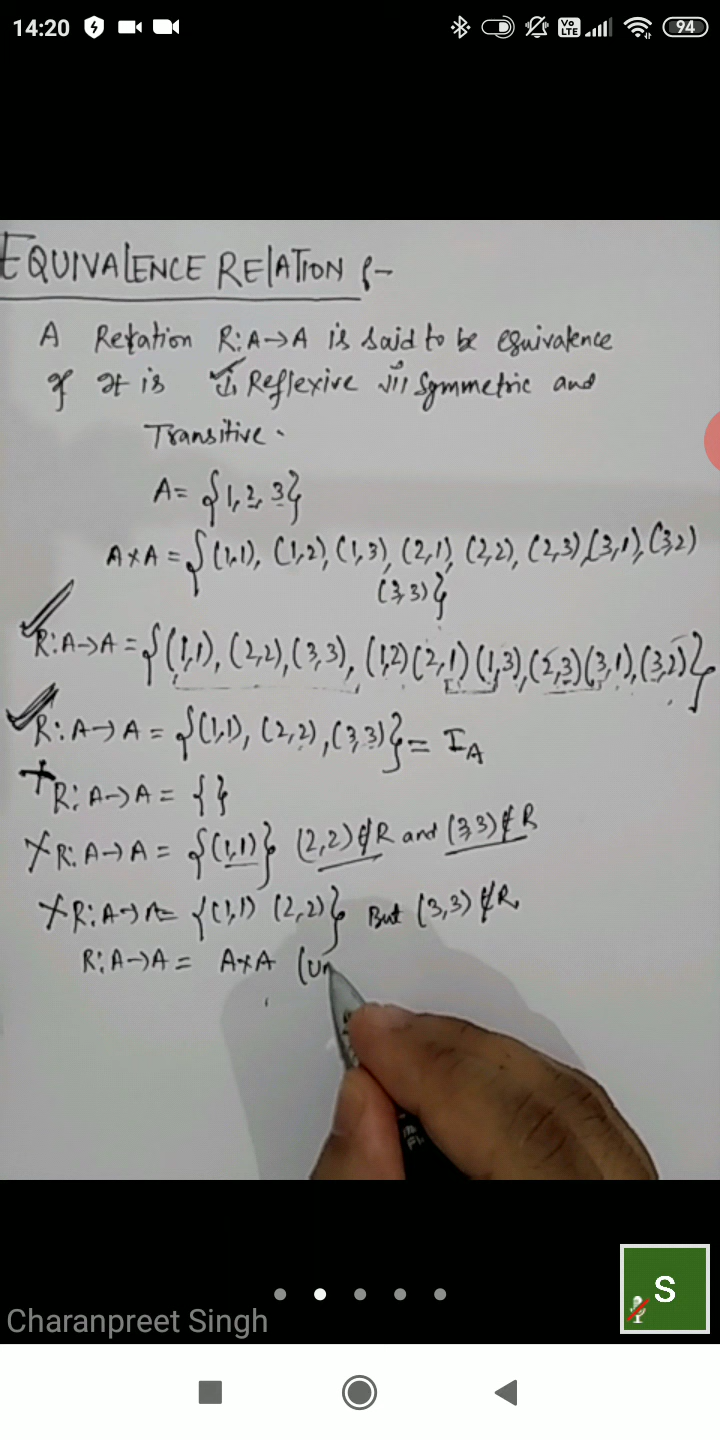 14:20 Vo LTE 94
EQUIVALENCE RELATION :-
A Relation R:A→A is said to be equivalence
if It is i) Reflexive ii) Symmetric and
Transitive.
A= {1,2,3}
A×A = {(1,1), (1,2), (1,3), (2,1), (2,2), (2,3) (3,1), (3,2)
(3,3)}
R:A→A = {(1,1), (2,2), (3,3), (1,2) (2,1) (1,3), (2,3) (3,1), (3,2)}
R: A→A = {(1,1), (2,2), (3,3)} = I_A
R: A→A = { }
R: A→A = {(1,1)} (2,2)∉R and (3,3)∉R
R: A→A= {(1,1) (2,2)} But (3,3)∉R,
R: A→A = A×A (un
S
Charanpreet Singh